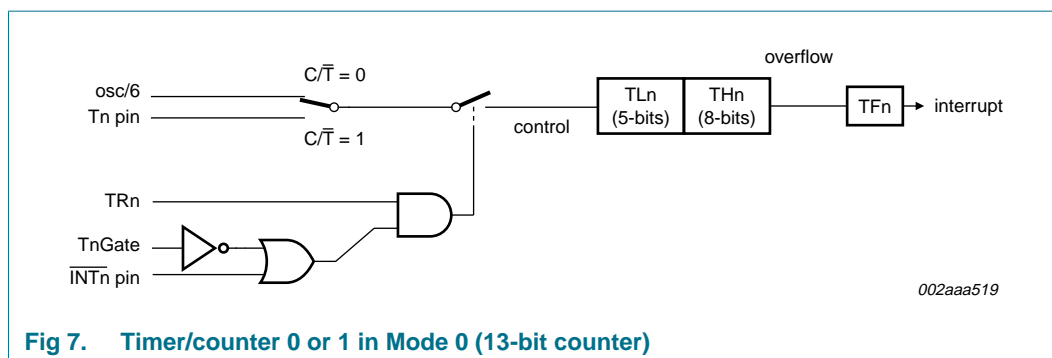 overflow
osc/6
C/T̅ = 0
Tn pin
C/T̅ = 1
control
TLn
(5-bits)
THn
(8-bits)
TFn
interrupt
TRn
TnGate
I̅N̅T̅n̅ pin
002aaa519
Fig 7. Timer/counter 0 or 1 in Mode 0 (13-bit counter)